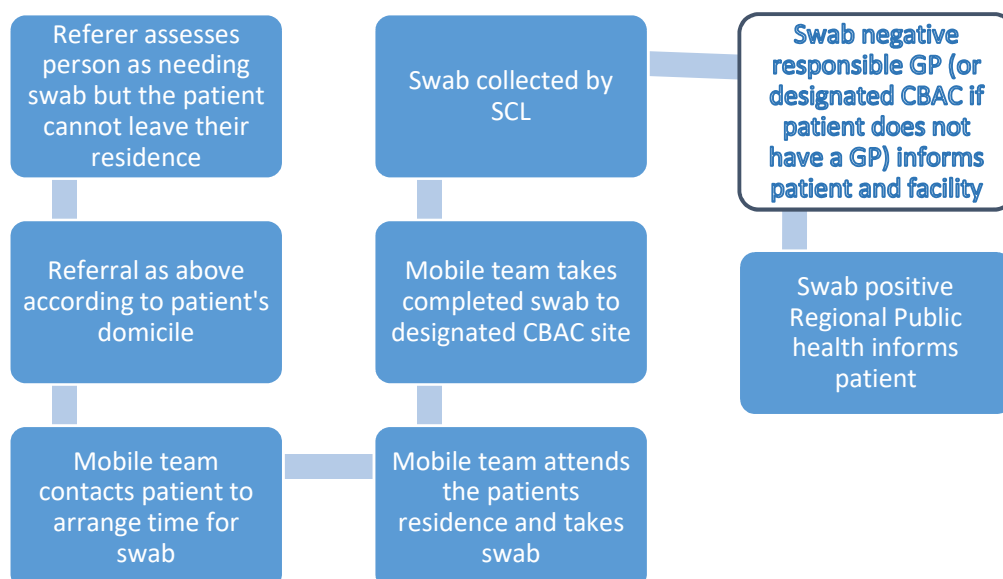 Referer assesses
person as needing
swab but the patient
cannot leave their
residence
Referral as above
according to patient's
domicile
Mobile team
contacts patient to
arrange time for
swab
Mobile team attends
the patients
residence and takes
swab
Mobile team takes
completed swab to
designated CBAC site
Swab collected by
SCL
Swab negative
responsible GP (or
designated CBAC if
patient does not
have a GP) informs
patient and facility
Swab positive
Regional Public
health informs
patient